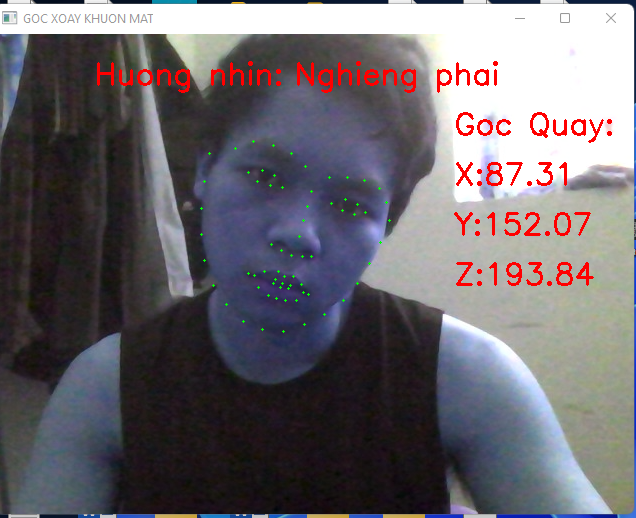 GOC XOAY KHUON MAT
Huong nhin: Nghieng phai
Goc Quay:
X:87.31
Y:152.07
Z:193.84